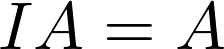 IA = A